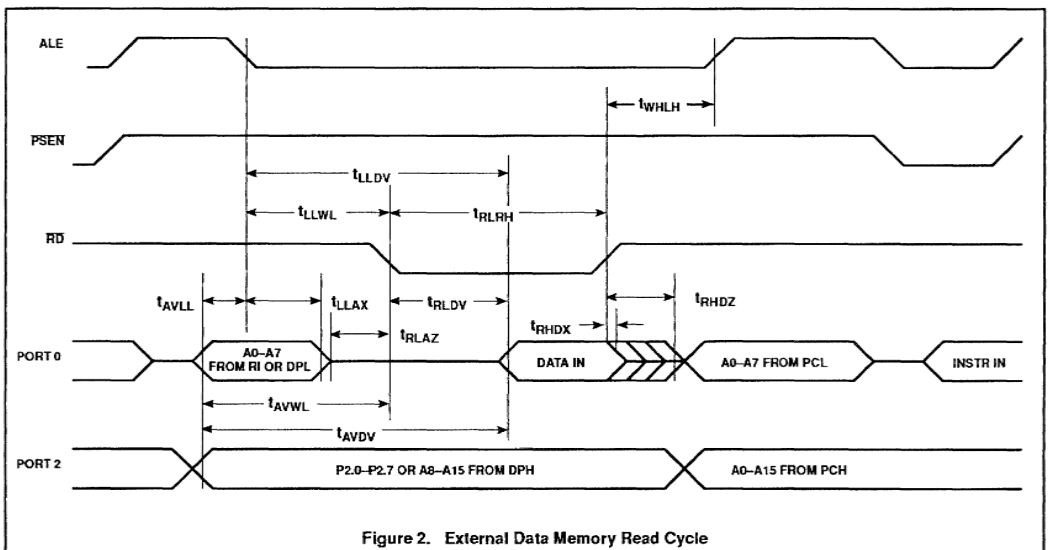 ALE
tWHLH
PSEN
tLLDV
tLLWL
tRLRH
RD
tAVLL
tLLAX
tRLDV
tRHDZ
tRLAZ
tRHDX
PORT 0
A0–A7
FROM RI OR DPL
DATA IN
A0–A7 FROM PCL
INSTR IN
tAVWL
tAVDV
PORT 2
P2.0–P2.7 OR A8–A15 FROM DPH
A0–A15 FROM PCH
Figure 2. External Data Memory Read Cycle